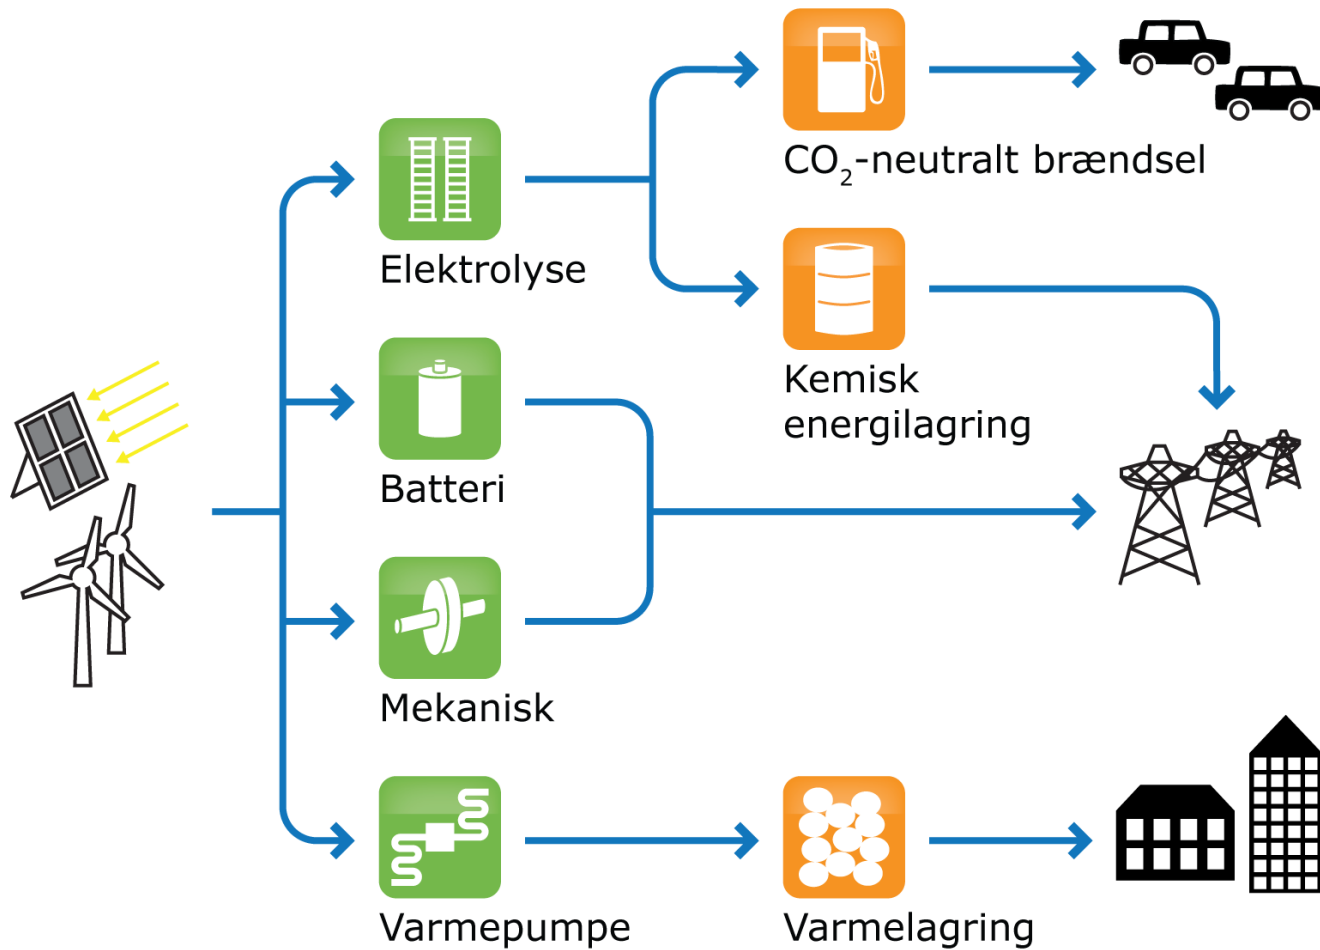 CO₂-neutralt brændsel
Elektrolyse
Kemisk
energilagring
Batteri
Mekanisk
Varmepumpe
Varmelagring